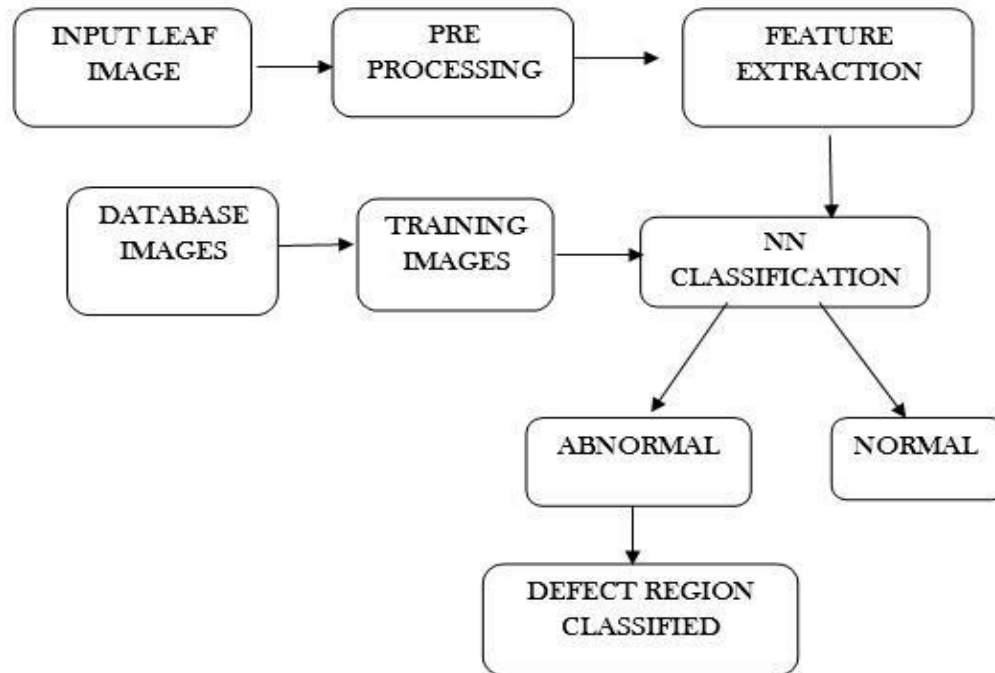 INPUT LEAF
IMAGE
PRE
PROCESSING
FEATURE
EXTRACTION
DATABASE
IMAGES
TRAINING
IMAGES
NN
CLASSIFICATION
ABNORMAL
NORMAL
DEFECT REGION
CLASSIFIED